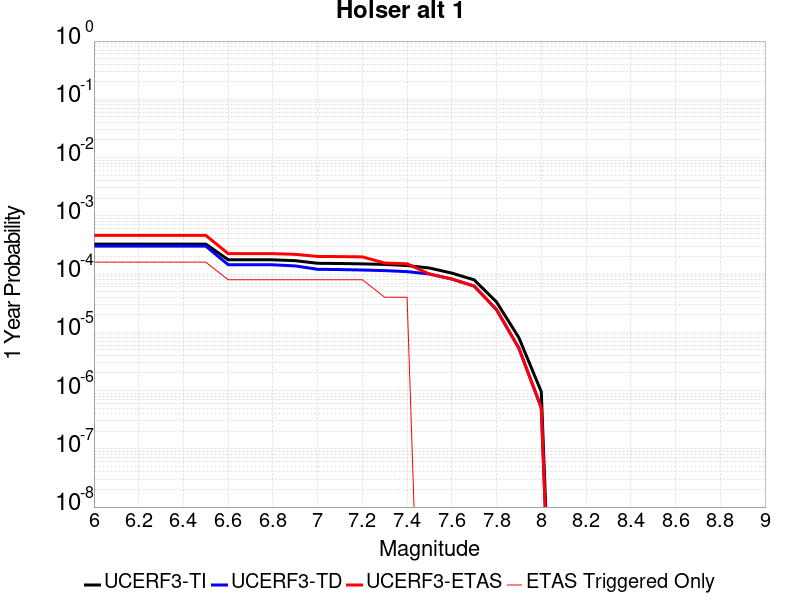 Holser alt 1
10^0
10^-1
10^-2
10^-3
10^-4
10^-5
10^-6
10^-7
10^-8
1 Year Probability
6 6.2 6.4 6.6 6.8 7 7.2 7.4 7.6 7.8 8 8.2 8.4 8.6 8.8 9
Magnitude
UCERF3-TI UCERF3-TD UCERF3-ETAS ETAS Triggered Only